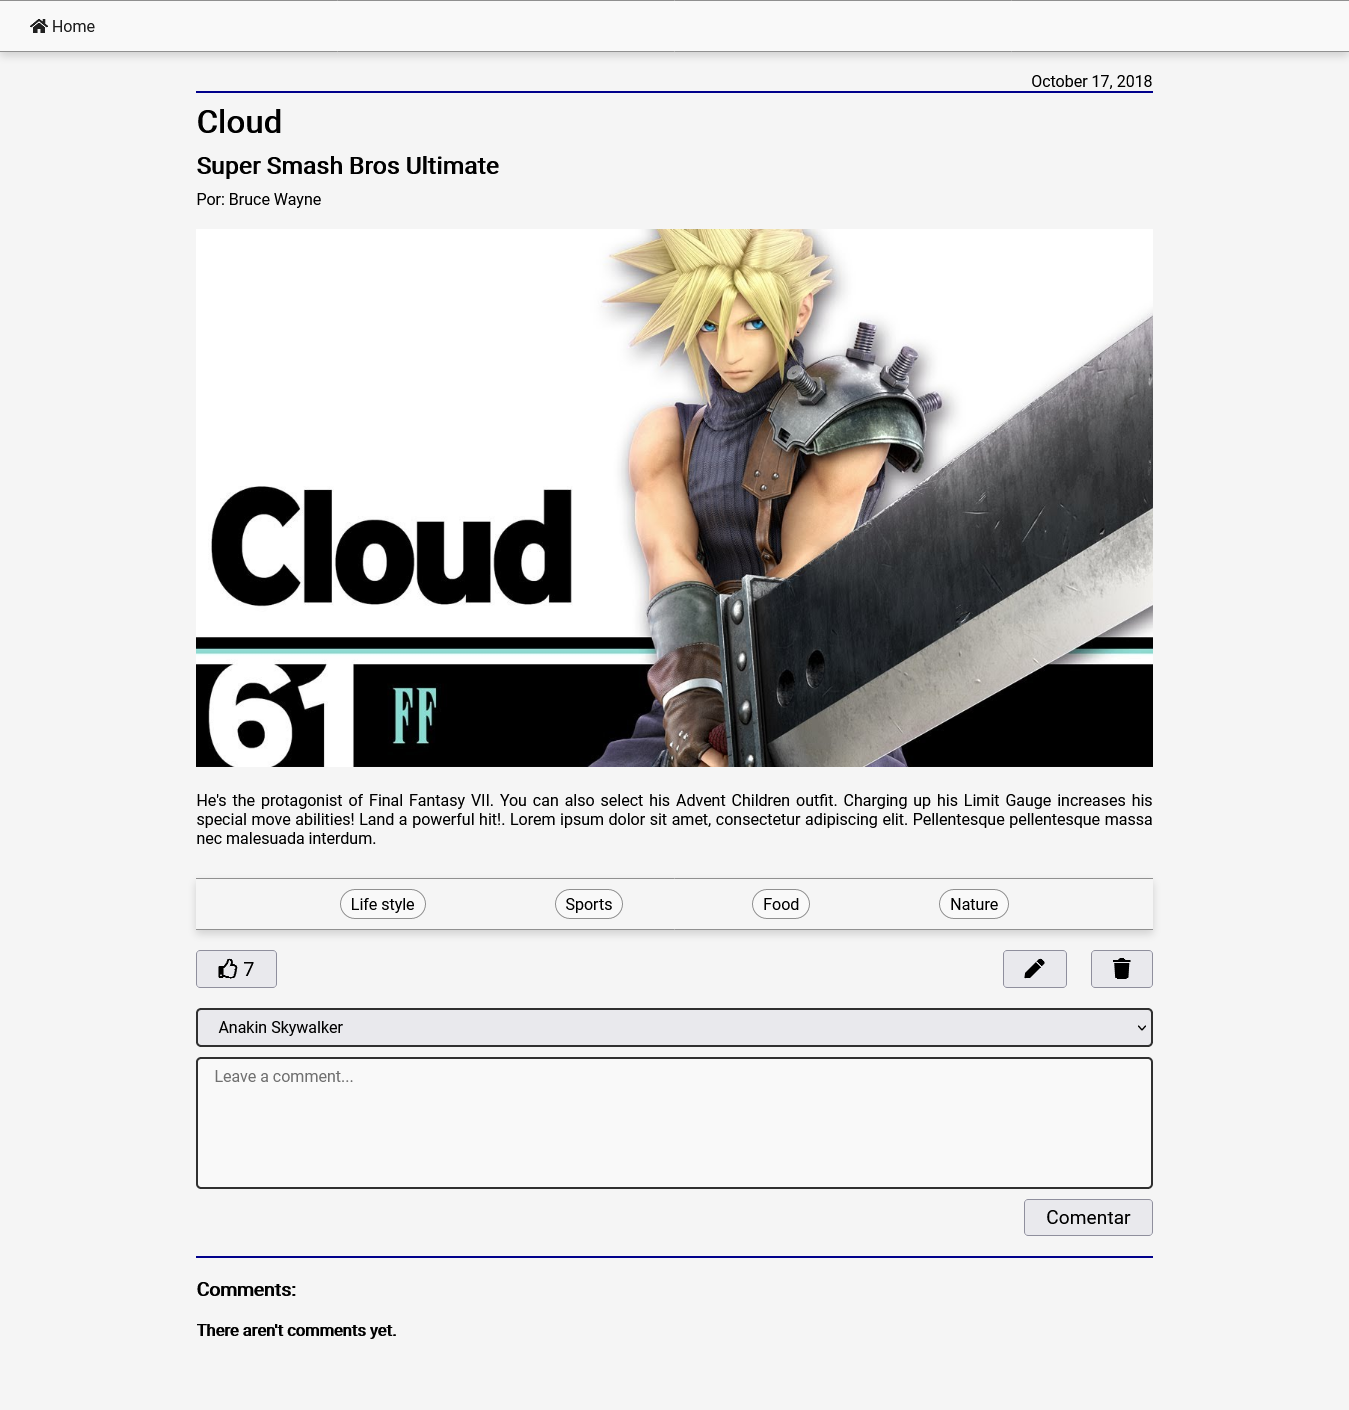 Home
October 17, 2018
Cloud
Super Smash Bros Ultimate
Por: Bruce Wayne
Cloud
61 FF
He's the protagonist of Final Fantasy VII. You can also select his Advent Children outfit. Charging up his Limit Gauge increases his
special move abilities! Land a powerful hit!. Lorem ipsum dolor sit amet, consectetur adipiscing elit. Pellentesque pellentesque massa
nec malesuada interdum.
Life style Sports Food Nature
7
Anakin Skywalker
Leave a comment...
Comentar
Comments:
There aren't comments yet.